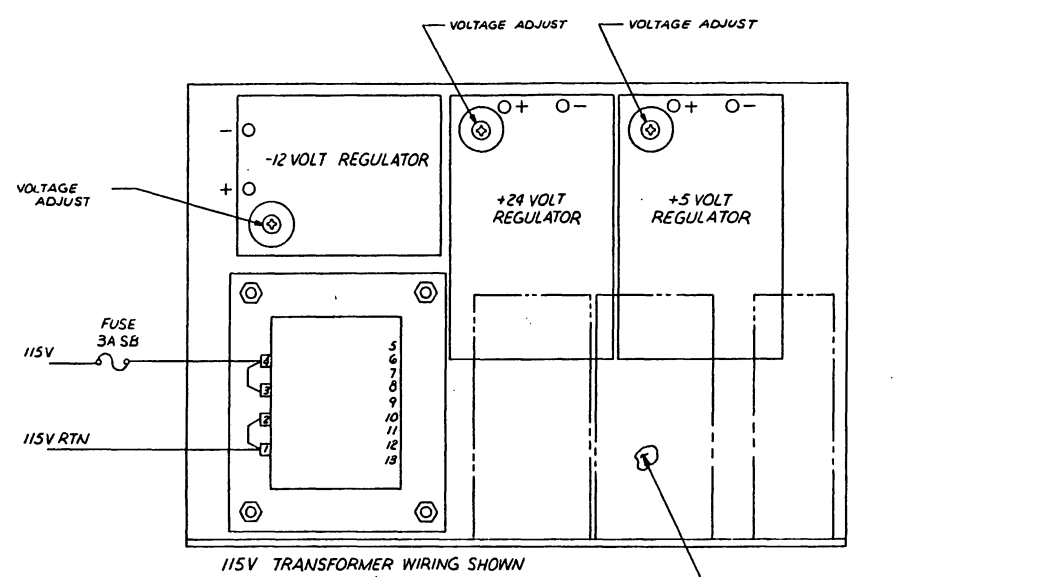 VOLTAGE ADJUST
VOLTAGE ADJUST
+ -
+ -
-
-12 VOLT REGULATOR
+
VOLTAGE
ADJUST
+24 VOLT
REGULATOR
+5 VOLT
REGULATOR
FUSE
3A SB
115V
4
3
2
1
115V RTN
5
6
7
8
9
10
11
12
13
115V TRANSFORMER WIRING SHOWN